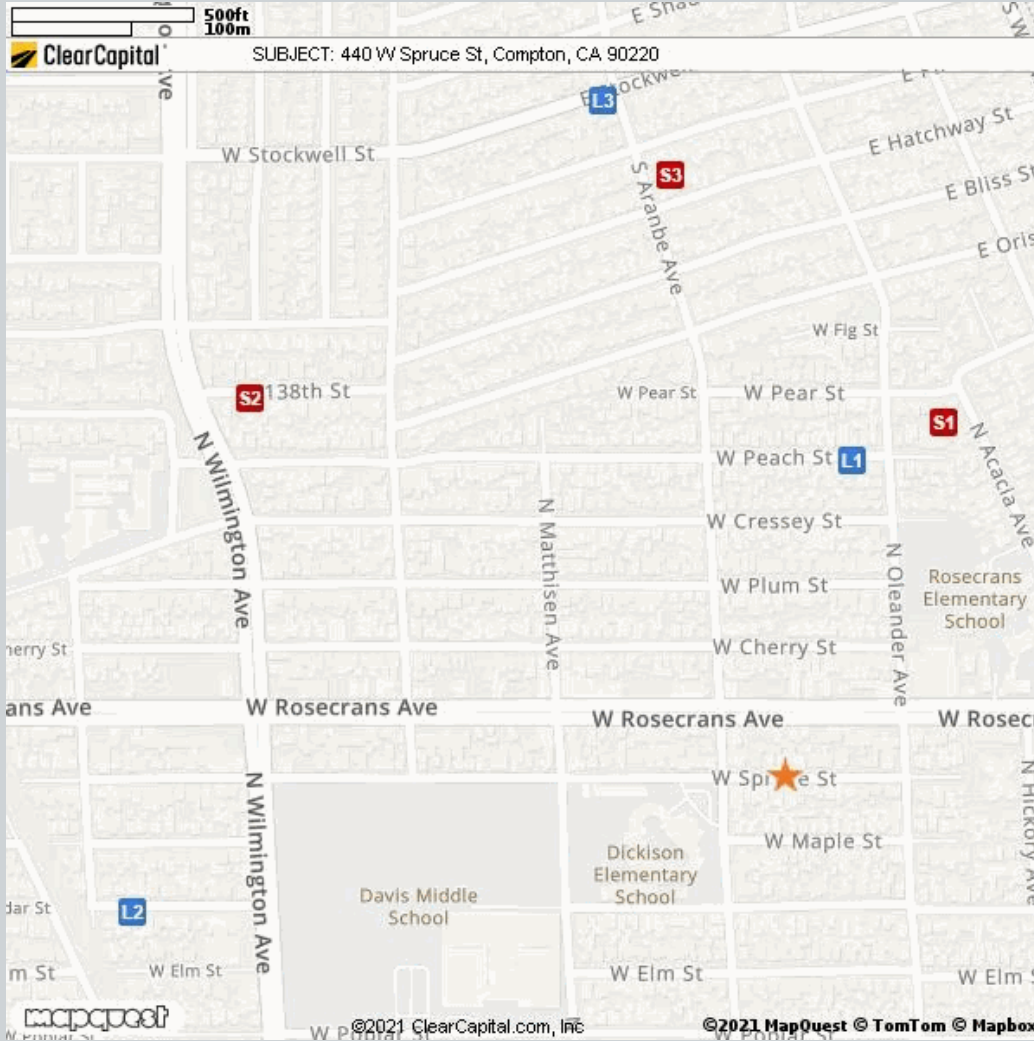 500ft
100m
ClearCapital
SUBJECT: 440 W Spruce St, Compton, CA 90220
L3
W Stockwell St
E Hatchway St
S3
E Bliss St
S Aranbe Ave
W Fig St
S2
138th St
W Pear St
W Pear St
S1
N Acacia Ave
W Peach St
L1
N Wilmington Ave
W Cressey St
N Matthisen Ave
N Oleander Ave
W Plum St
Rosecrans
Elementary
School
W Cherry St
W Rosecrans Ave
W Rosecrans Ave
N Wilmington Ave
W Maple St
Dickison
Elementary
School
Davis Middle
School
L2
W Elm St
W Elm St
W Elm
mapquest
©2021 ClearCapital.com, Inc
©2021 MapQuest © TomTom © Mapbox